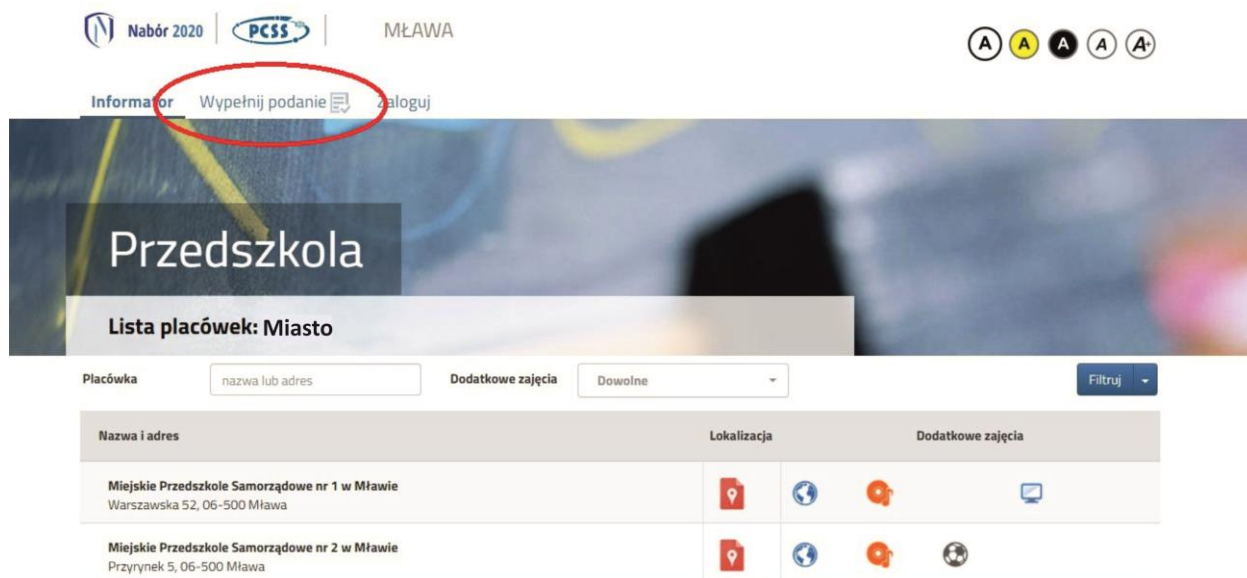 Nabór 2020 PCSS MŁAWA
A A A A A+
Informator Wypełnij podanie Zaloguj
Przedszkola
Lista placówek: Miasto
Placówka nazwa lub adres Dodatkowe zajęcia Dowolne Filtruj
Nazwa i adres Lokalizacja Dodatkowe zajęcia
Miejskie Przedszkole Samorządowe nr 1 w Mławie
Warszawska 52, 06-500 Mława
Miejskie Przedszkole Samorządowe nr 2 w Mławie
Przyrynek 5, 06-500 Mława